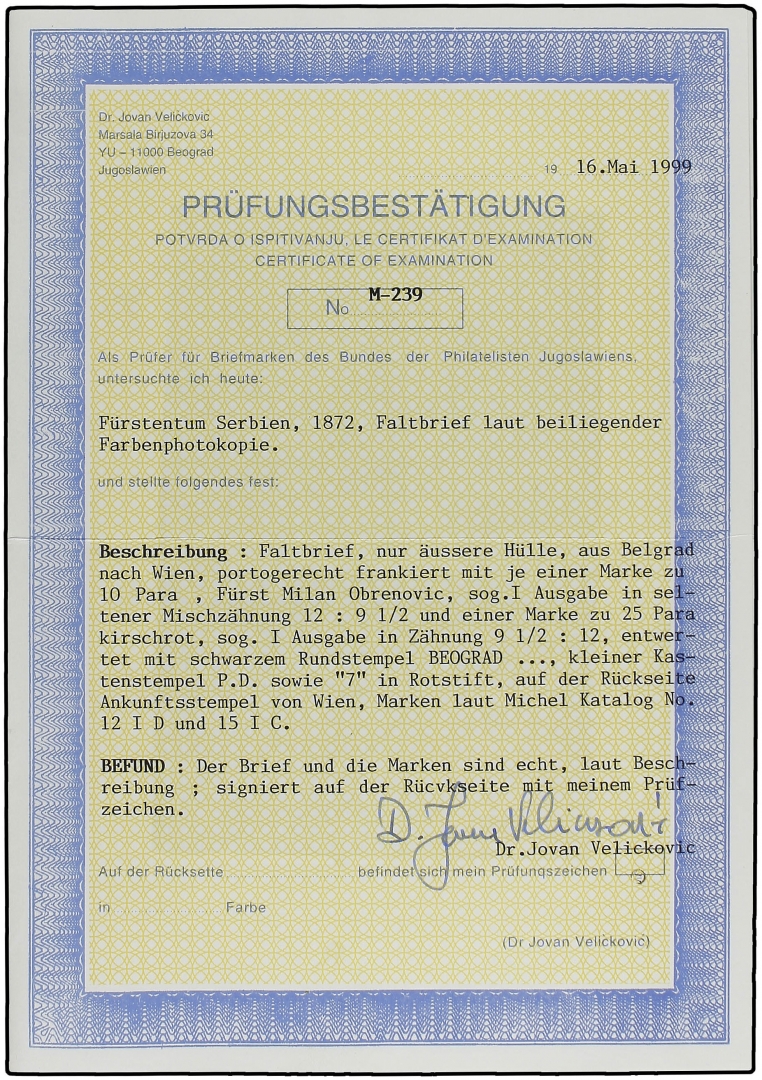 Dr. Jovan Velickovic
Marsala Birjuzova 34
YU – 11000 Beograd
Jugoslawien
19 16.Mai 1999
PRÜFUNGSBESTÄTIGUNG
POTVRDA O ISPITIVANJU, LE CERTIFIKAT D'EXAMINATION
CERTIFICATE OF EXAMINATION
No M-239
Als Prüfer für Briefmarken des Bundes der Philatelisten Jugoslawiens,
untersuchte ich heute:
Fürstentum Serbien, 1872, Faltbrief laut beiliegender
Farbenphotokopie.
und stellte folgendes fest:
Beschreibung : Faltbrief, nur äussere Hülle, aus Belgrad
nach Wien, portogerecht frankiert mit je einer Marke zu
10 Para , Fürst Milan Obrenovic, sog.I Ausgabe in sel-
tener Mischzähnung 12 : 9 1/2 und einer Marke zu 25 Para
kirschrot, sog. I Ausgabe in Zähnung 9 1/2 : 12, entwer-
tet mit schwarzem Rundstempel BEOGRAD ..., kleiner Kas-
tenstempel P.D. sowie "7" in Rotstift, auf der Rückseite
Ankunftsstempel von Wien, Marken laut Michel Katalog No.
12 I D und 15 I C.
BEFUND : Der Brief und die Marken sind echt, laut Besch-
reibung ; signiert auf der Rücvkseite mit meinem Prüf-
zeichen.
D. Jovan Velickovic
Dr.Jovan Velickovic
Auf der Rücksette befindet sich mein Prüfungszeichen
in Farbe
(Dr Jovan Velickovic)